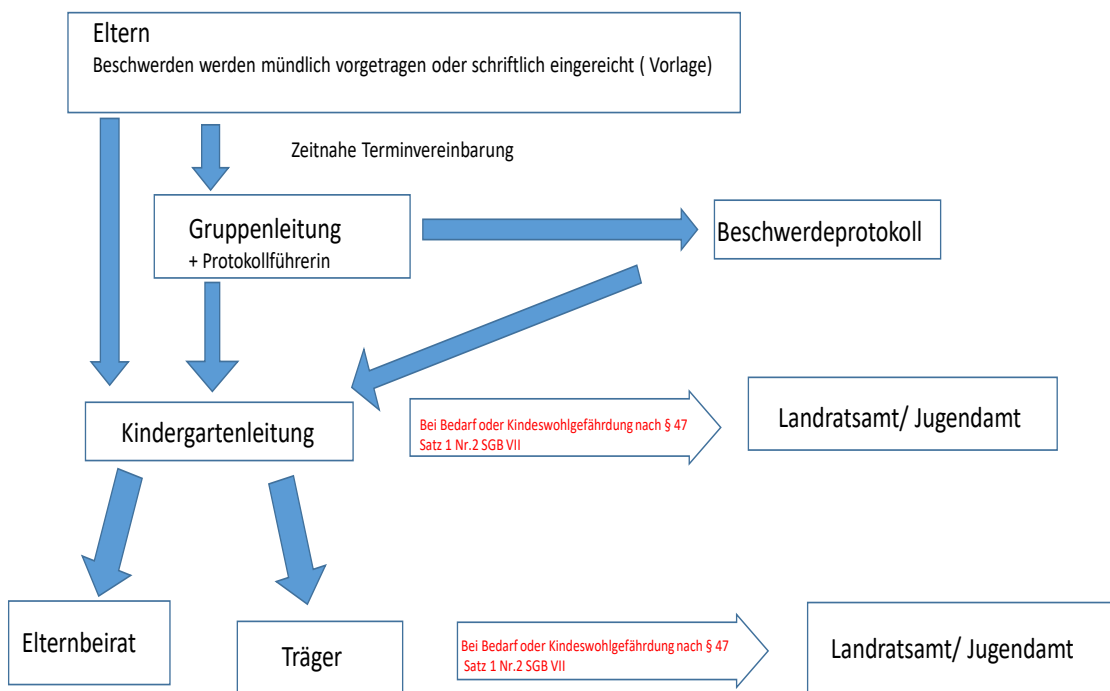 Eltern
Beschwerden werden mündlich vorgetragen oder schriftlich eingereicht ( Vorlage)
Zeitnahe Terminvereinbarung
Gruppenleitung
+ Protokollführerin
Beschwerdeprotokoll
Kindergartenleitung
Bei Bedarf oder Kindeswohlgefährdung nach § 47
Satz 1 Nr.2 SGB VII
Landratsamt/ Jugendamt
Elternbeirat
Träger
Bei Bedarf oder Kindeswohlgefährdung nach § 47
Satz 1 Nr.2 SGB VII
Landratsamt/ Jugendamt